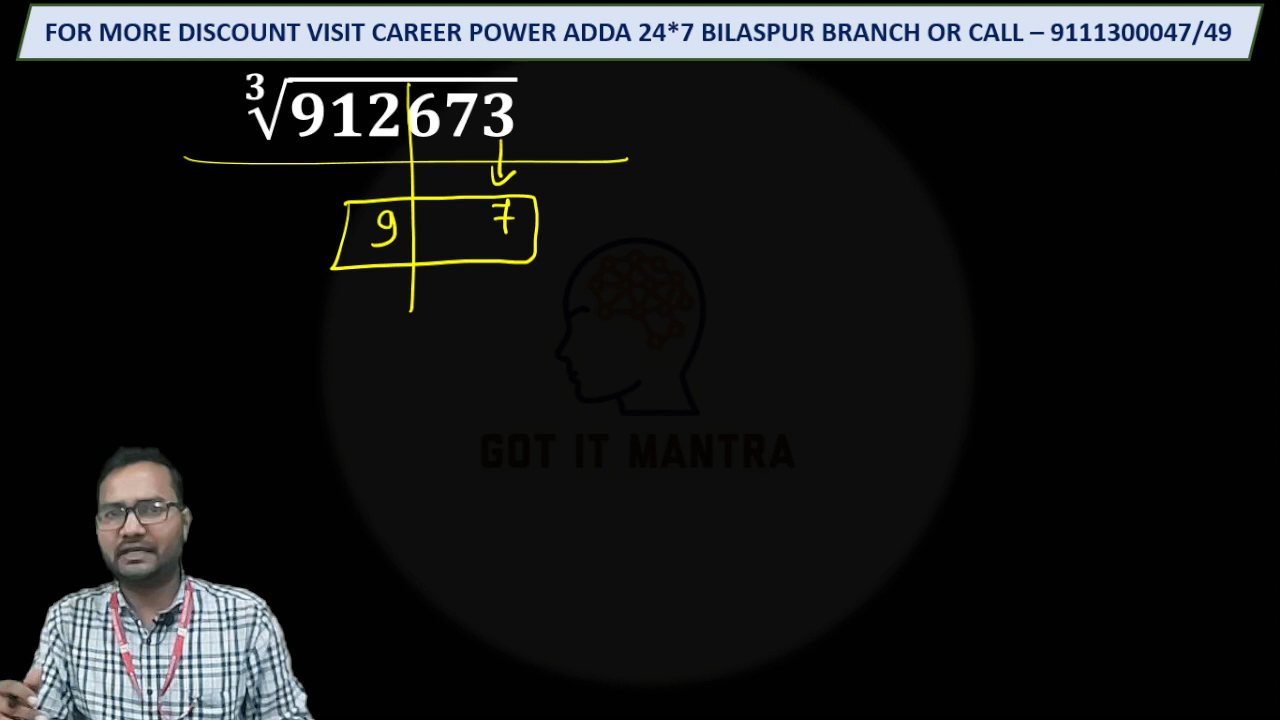 FOR MORE DISCOUNT VISIT CAREER POWER ADDA 24*7 BILASPUR BRANCH OR CALL – 9111300047/49
∛912673
9 7
GOT IT MANTRA